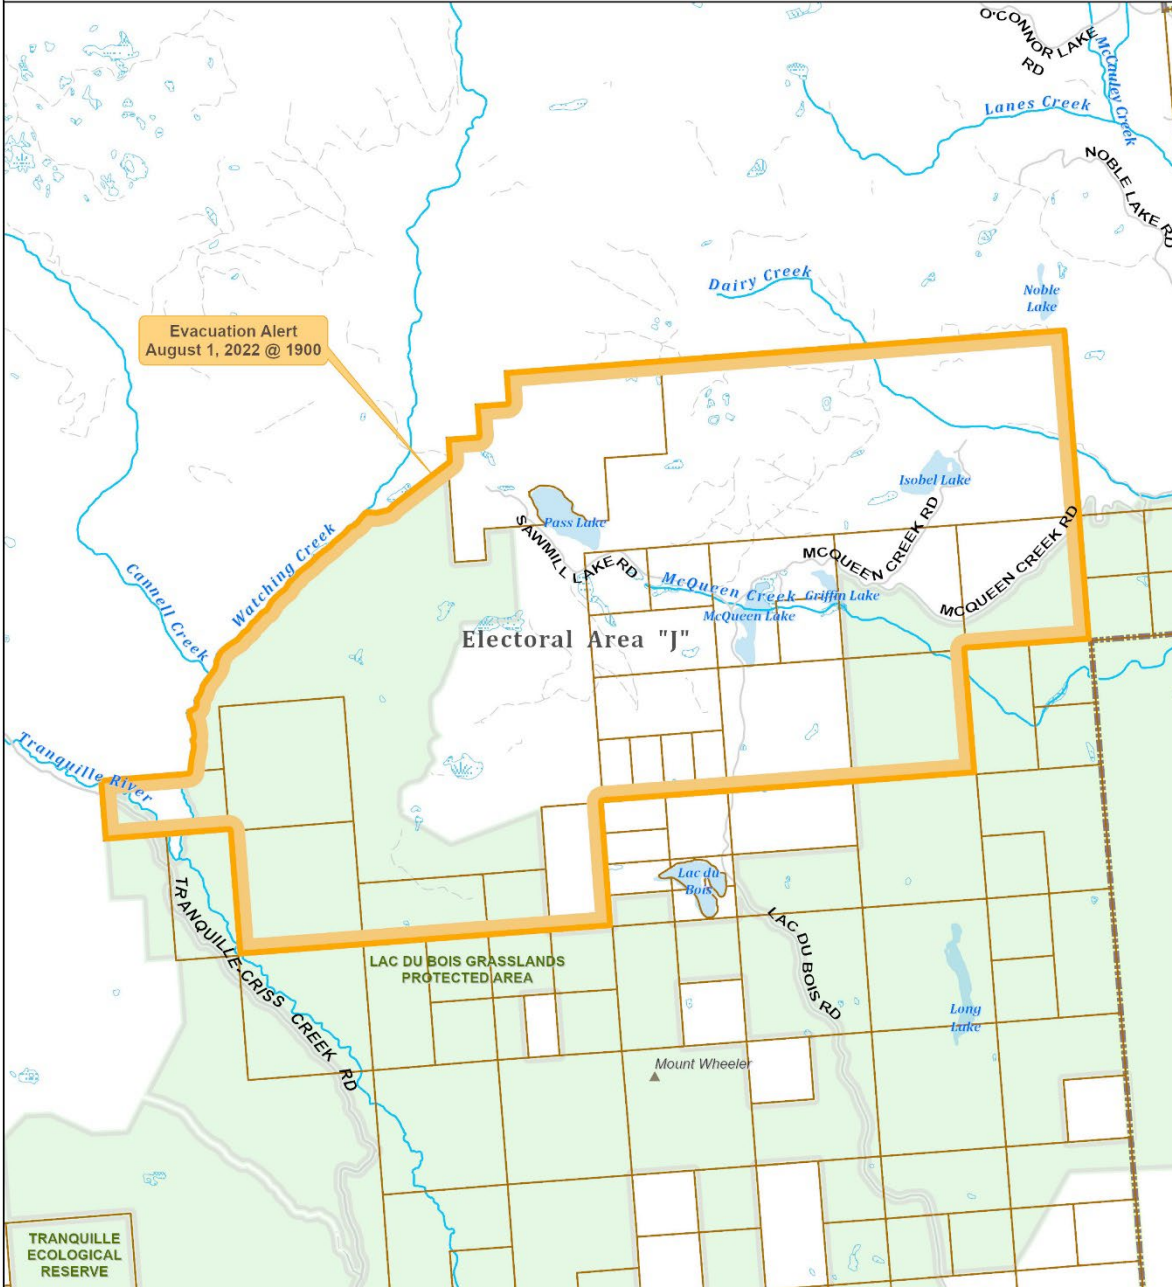 O'CONNOR LAKE
RD
McCauley Creek
Lanes Creek
NOBLE LAKE RD
Dairy Creek
Noble
Lake
Evacuation Alert
August 1, 2022 @ 1900
Isobel Lake
Pass Lake
SAWMILL LAKE RD
MCQUEEN CREEK RD
MCQUEEN CREEK RD
Watching Creek
Cannell Creek
McQueen Creek
Griffin Lake
McQueen Lake
Electoral Area "J"
Tranquille River
Lac du
Bois
TRANQUILLE-CRISS CREEK RD
LAC DU BOIS RD
LAC DU BOIS GRASSLANDS
PROTECTED AREA
Long
Lake
Mount Wheeler
TRANQUILLE
ECOLOGICAL
RESERVE